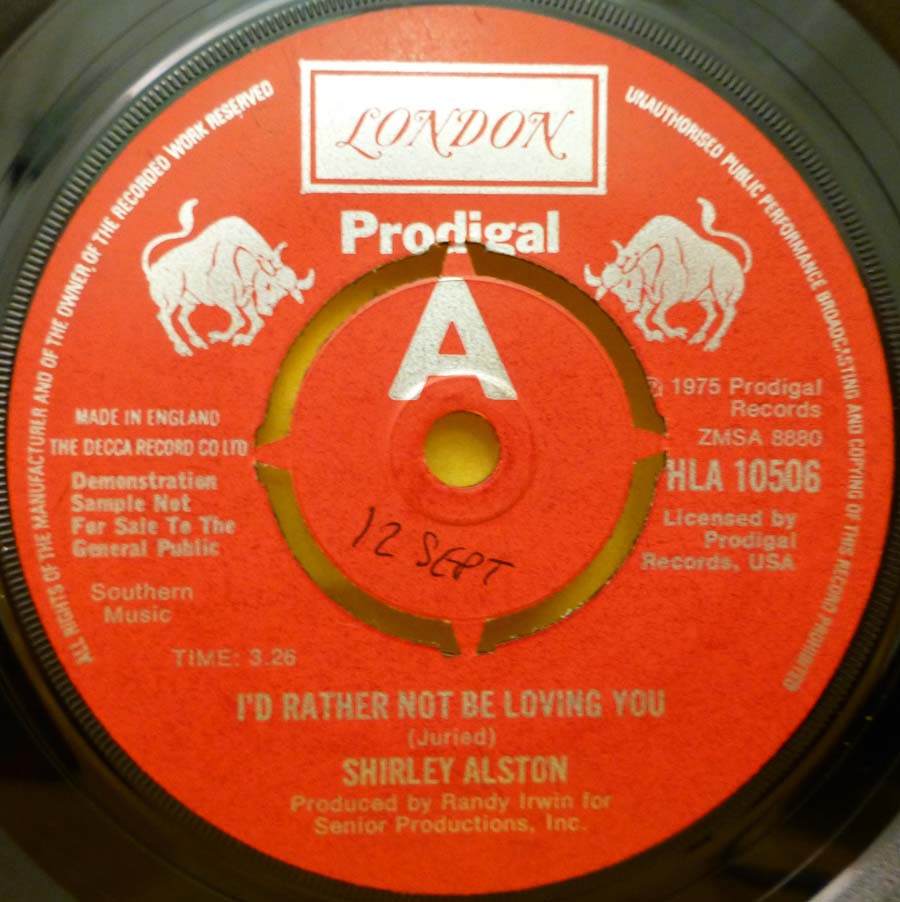 LONDON
Prodigal
A
ALL RIGHTS OF THE MANUFACTURER AND OF THE OWNER OF THE RECORDED WORK RESERVED
UNAUTHORISED PUBLIC PERFORMANCE BROADCASTING AND COPYING OF THIS RECORD PROHIBITED
MADE IN ENGLAND
THE DECCA RECORD CO LTD
Demonstration
Sample Not
For Sale To The
General Public
Southern
Music
TIME: 3.26
℗ 1975 Prodigal
Records
ZMSA 8880
HLA 10506
Licensed by
Prodigal
Records, USA
12 SEPT
I'D RATHER NOT BE LOVING YOU
(Juried)
SHIRLEY ALSTON
Produced by Randy Irwin for
Senior Productions, Inc.